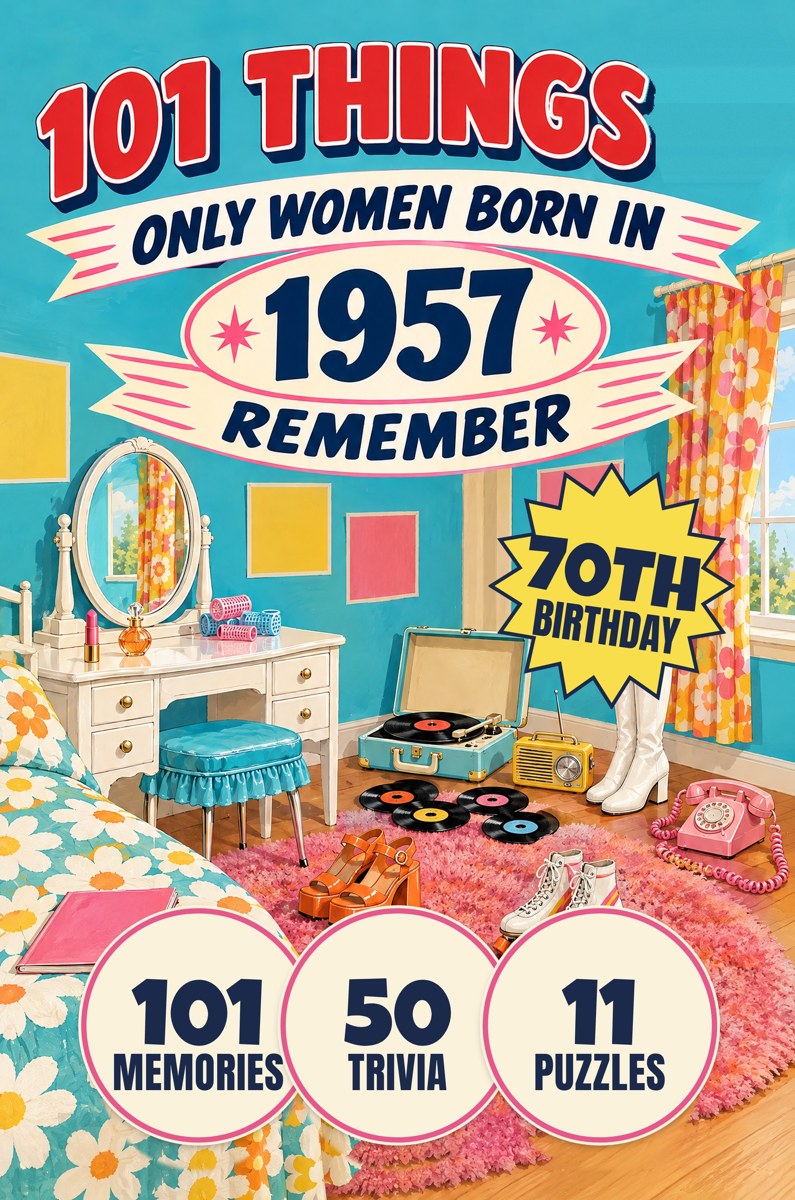 101 THINGS
ONLY WOMEN BORN IN
1957
REMEMBER
70TH
BIRTHDAY
101
MEMORIES
50
TRIVIA
11
PUZZLES